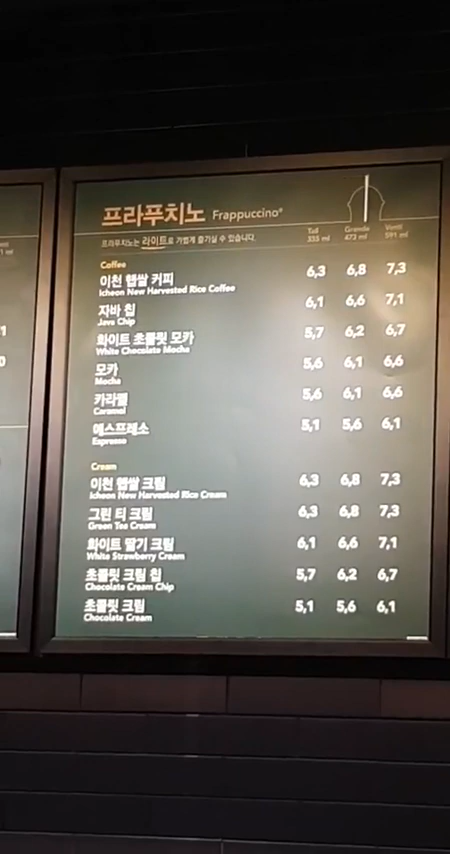 프라푸치노 Frappuccino®
프라푸치노는 라이트로 가볍게 즐기실 수 있습니다.
Tall Grande Venti
355 ml 473 ml 591 ml
Coffee
이천 햅쌀 커피 6,3 6,8 7,3
Icheon New Harvested Rice Coffee
자바 칩 6,1 6,6 7,1
Java Chip
화이트 초콜릿 모카 5,7 6,2 6,7
White Chocolate Mocha
모카 5,6 6,1 6,6
Mocha
카라멜 5,6 6,1 6,6
Caramel
에스프레소 5,1 5,6 6,1
Espresso
Cream
이천 햅쌀 크림 6,3 6,8 7,3
Icheon New Harvested Rice Cream
그린 티 크림 6,3 6,8 7,3
Green Tea Cream
화이트 딸기 크림 6,1 6,6 7,1
White Strawberry Cream
초콜릿 크림 칩 5,7 6,2 6,7
Chocolate Cream Chip
초콜릿 크림 5,1 5,6 6,1
Chocolate Cream